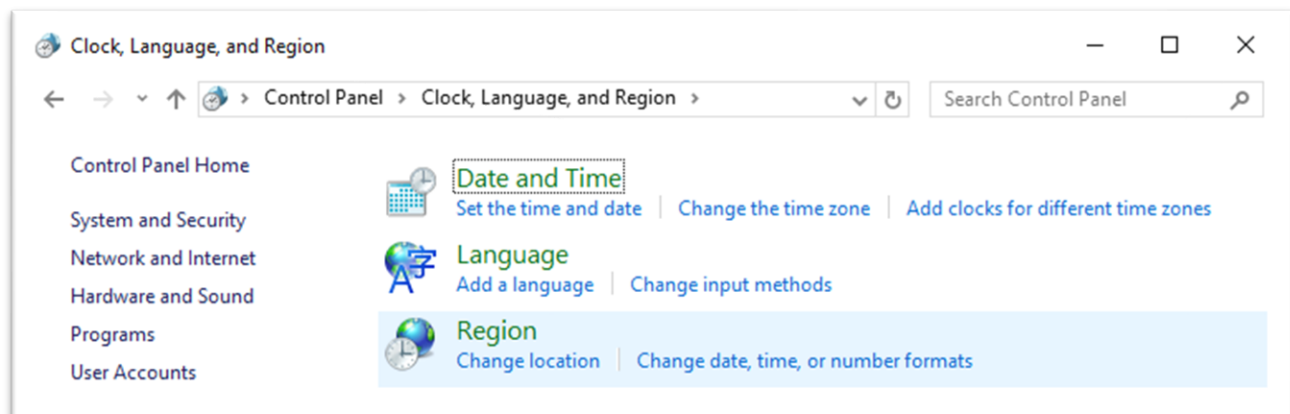 Clock, Language, and Region
Control Panel > Clock, Language, and Region >
Search Control Panel
Control Panel Home
System and Security
Network and Internet
Hardware and Sound
Programs
User Accounts
Date and Time
Set the time and date | Change the time zone | Add clocks for different time zones
A字
Language
Add a language | Change input methods
Region
Change location | Change date, time, or number formats